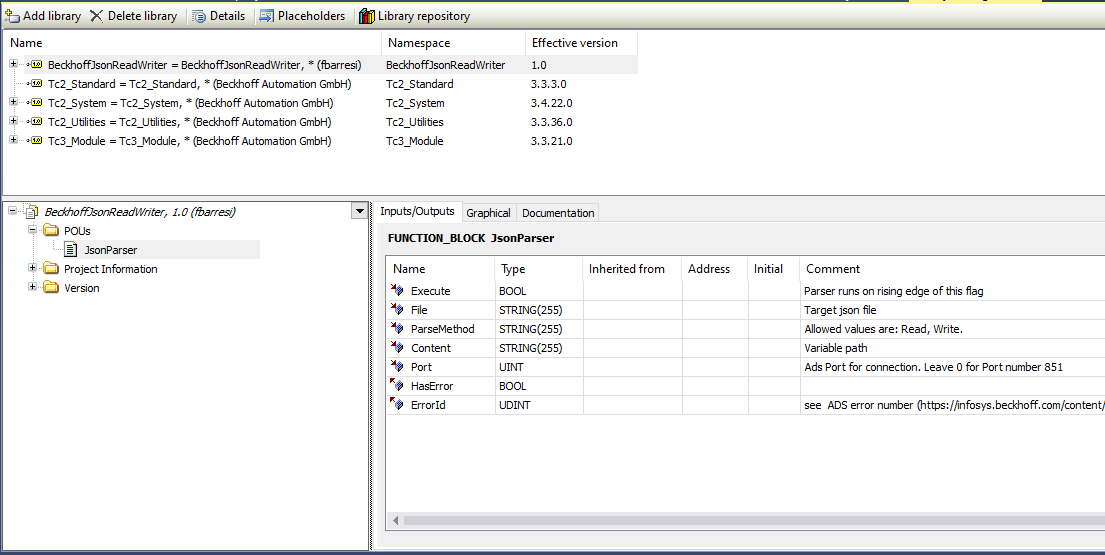 Add library Delete library Details Placeholders Library repository
Name Namespace Effective version
BeckhoffJsonReadWriter = BeckhoffJsonReadWriter, * (fbarresi) BeckhoffJsonReadWriter 1.0
Tc2_Standard = Tc2_Standard, * (Beckhoff Automation GmbH) Tc2_Standard 3.3.3.0
Tc2_System = Tc2_System, * (Beckhoff Automation GmbH) Tc2_System 3.4.22.0
Tc2_Utilities = Tc2_Utilities, * (Beckhoff Automation GmbH) Tc2_Utilities 3.3.36.0
Tc3_Module = Tc3_Module, * (Beckhoff Automation GmbH) Tc3_Module 3.3.21.0
BeckhoffJsonReadWriter, 1.0 (fbarresi)
POUs
JsonParser
Project Information
Version
Inputs/Outputs Graphical Documentation
FUNCTION_BLOCK JsonParser
Name Type Inherited from Address Initial Comment
Execute BOOL Parser runs on rising edge of this flag
File STRING(255) Target json file
ParseMethod STRING(255) Allowed values are: Read, Write.
Content STRING(255) Variable path
Port UINT Ads Port for connection. Leave 0 for Port number 851
HasError BOOL
ErrorId UDINT see ADS error number (https://infosys.beckhoff.com/content/